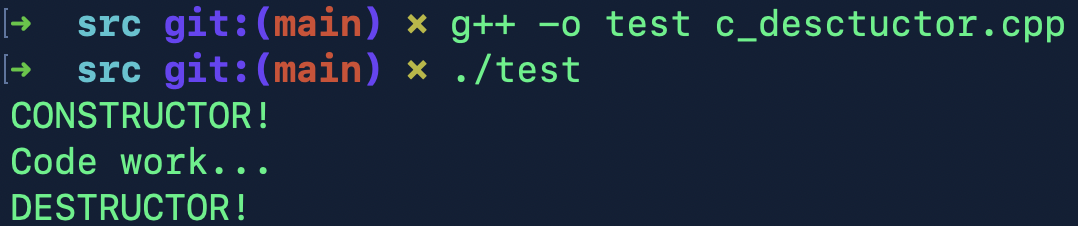 ➜ src git:(main) ✗ g++ -o test c_desctuctor.cpp
➜ src git:(main) ✗ ./test
CONSTRUCTOR!
Code work...
DESTRUCTOR!